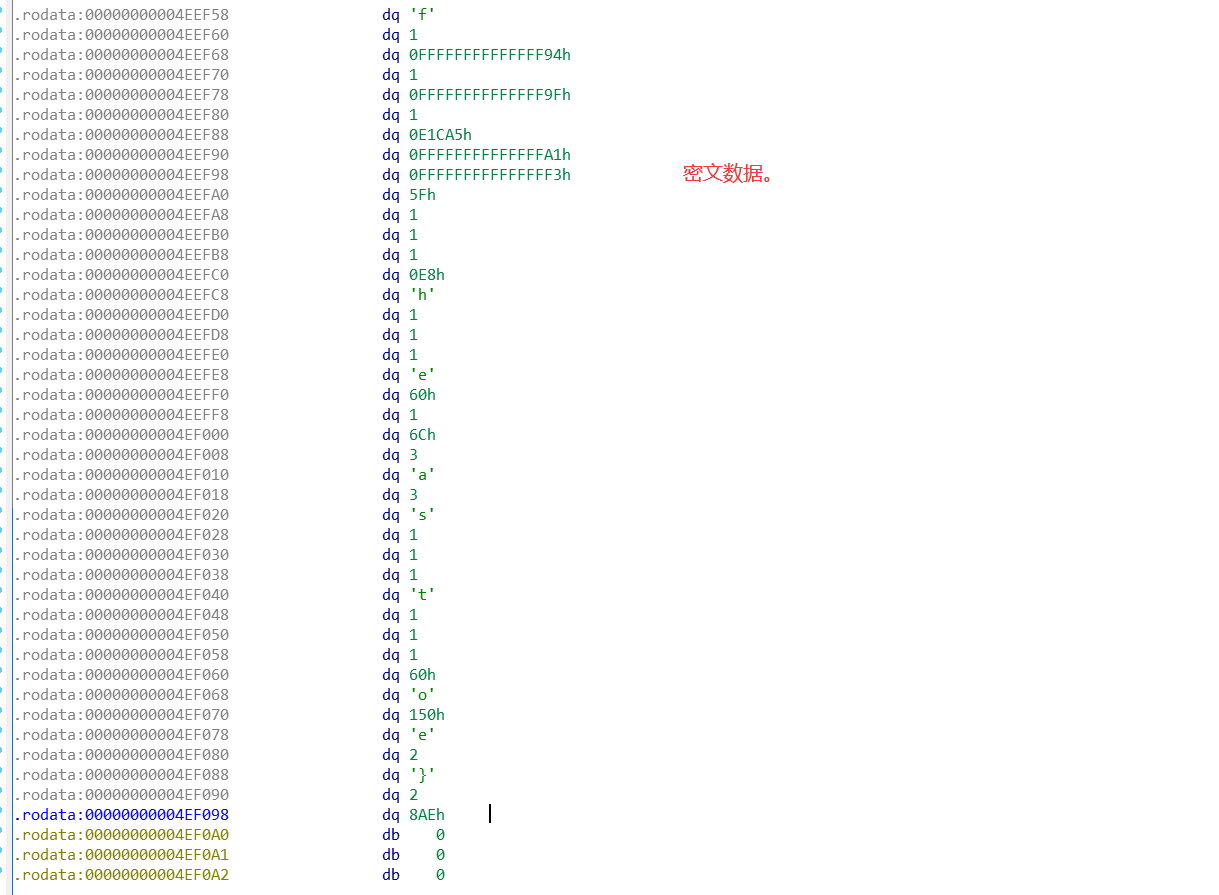 .rodata:00000000004EEF58 dq 'f'
.rodata:00000000004EEF60 dq 1
.rodata:00000000004EEF68 dq 0FFFFFFFFFFFFFF94h
.rodata:00000000004EEF70 dq 1
.rodata:00000000004EEF78 dq 0FFFFFFFFFFFFFF9Fh
.rodata:00000000004EEF80 dq 1
.rodata:00000000004EEF88 dq 0E1CA5h
.rodata:00000000004EEF90 dq 0FFFFFFFFFFFFFFA1h
.rodata:00000000004EEF98 dq 0FFFFFFFFFFFFFFF3h 密文数据。
.rodata:00000000004EEFA0 dq 5Fh
.rodata:00000000004EEFA8 dq 1
.rodata:00000000004EEFB0 dq 1
.rodata:00000000004EEFB8 dq 1
.rodata:00000000004EEFC0 dq 0E8h
.rodata:00000000004EEFC8 dq 'h'
.rodata:00000000004EEFD0 dq 1
.rodata:00000000004EEFD8 dq 1
.rodata:00000000004EEFE0 dq 1
.rodata:00000000004EEFE8 dq 'e'
.rodata:00000000004EEFF0 dq 60h
.rodata:00000000004EEFF8 dq 1
.rodata:00000000004EF000 dq 6Ch
.rodata:00000000004EF008 dq 3
.rodata:00000000004EF010 dq 'a'
.rodata:00000000004EF018 dq 3
.rodata:00000000004EF020 dq 's'
.rodata:00000000004EF028 dq 1
.rodata:00000000004EF030 dq 1
.rodata:00000000004EF038 dq 1
.rodata:00000000004EF040 dq 't'
.rodata:00000000004EF048 dq 1
.rodata:00000000004EF050 dq 1
.rodata:00000000004EF058 dq 1
.rodata:00000000004EF060 dq 60h
.rodata:00000000004EF068 dq 'o'
.rodata:00000000004EF070 dq 150h
.rodata:00000000004EF078 dq 'e'
.rodata:00000000004EF080 dq 2
.rodata:00000000004EF088 dq '}'
.rodata:00000000004EF090 dq 2
.rodata:00000000004EF098 dq 8AEh
.rodata:00000000004EF0A0 db 0
.rodata:00000000004EF0A1 db 0
.rodata:00000000004EF0A2 db 0